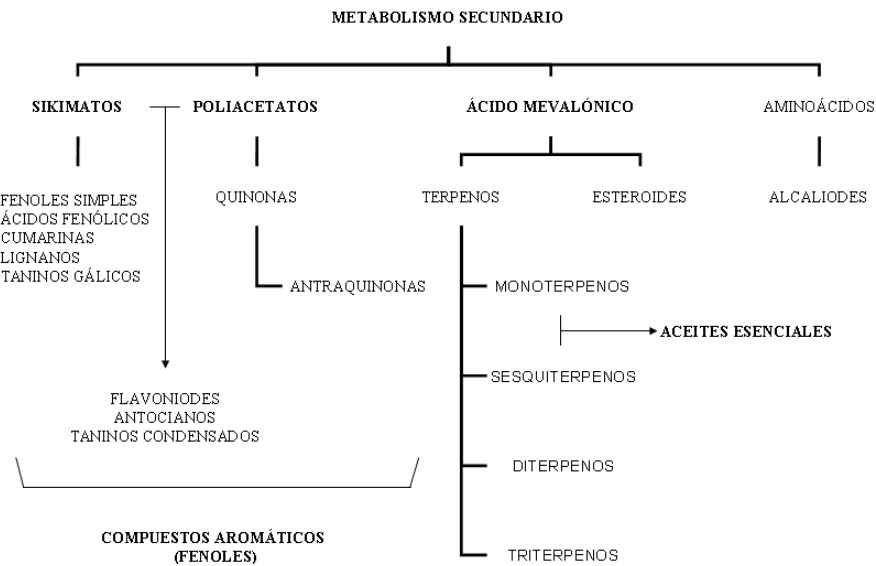 METABOLISMO SECUNDARIO
SIKIMATOS
POLIACETATOS
ÁCIDO MEVALÓNICO
AMINOÁCIDOS
FENOLES SIMPLES
ÁCIDOS FENÓLICOS
CUMARINAS
LIGNANOS
TANINOS GÁLICOS
QUINONAS
TERPENOS
ESTEROIDES
ALCALIODES
ANTRAQUINONAS
MONOTERPENOS
ACEITES ESENCIALES
SESQUITERPENOS
FLAVONIODES
ANTOCIANOS
TANINOS CONDENSADOS
DITERPENOS
COMPUESTOS AROMÁTICOS
(FENOLES)
TRITERPENOS